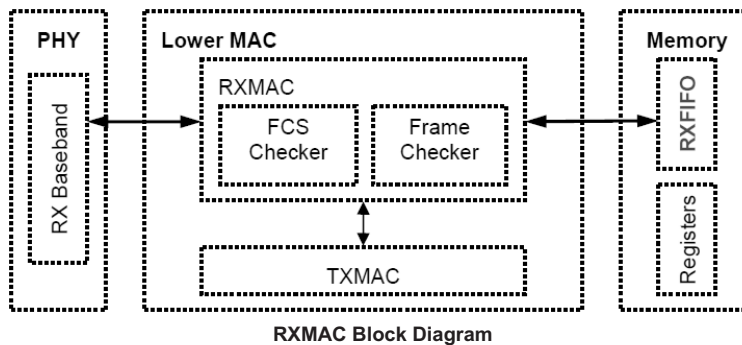 PHY
RX Baseband
Lower MAC
RXMAC
FCS
Checker
Frame
Checker
TXMAC
Memory
RXFIFO
Registers
RXMAC Block Diagram